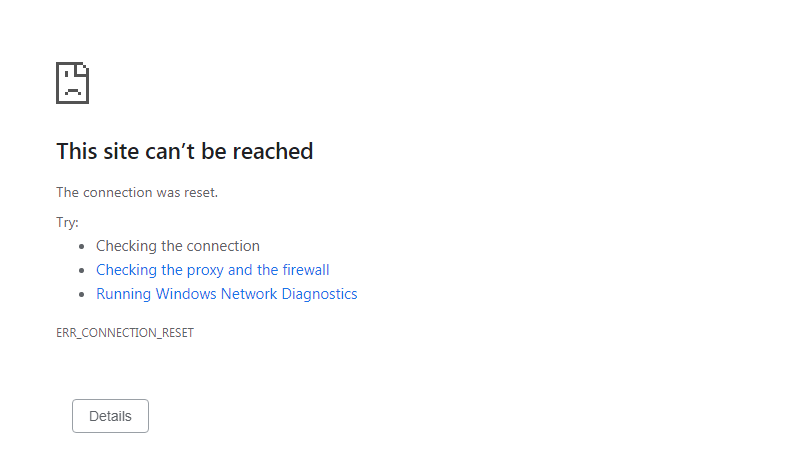 This site can’t be reached
The connection was reset.
Try:
Checking the connection
Checking the proxy and the firewall
Running Windows Network Diagnostics
ERR_CONNECTION_RESET
Details